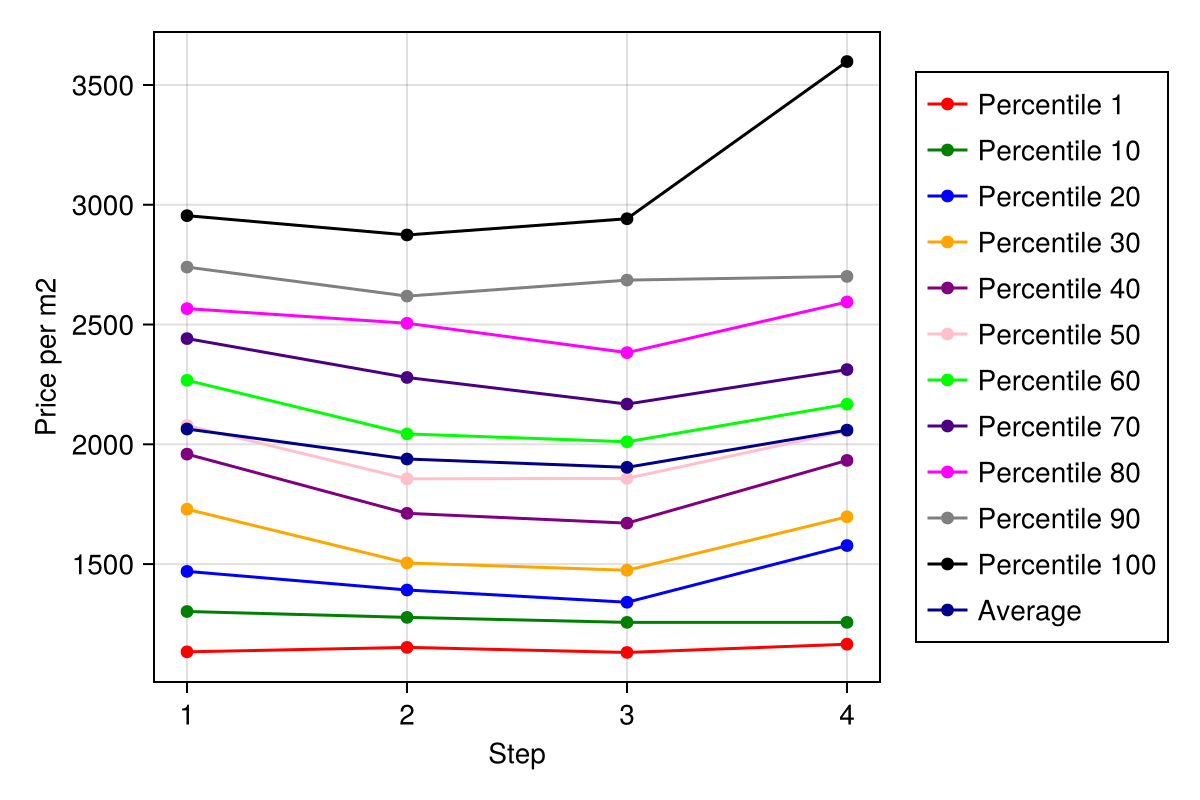 3500
3000
2500
2000
1500
Price per m2
1 2 3 4
Step
Percentile 1
Percentile 10
Percentile 20
Percentile 30
Percentile 40
Percentile 50
Percentile 60
Percentile 70
Percentile 80
Percentile 90
Percentile 100
Average